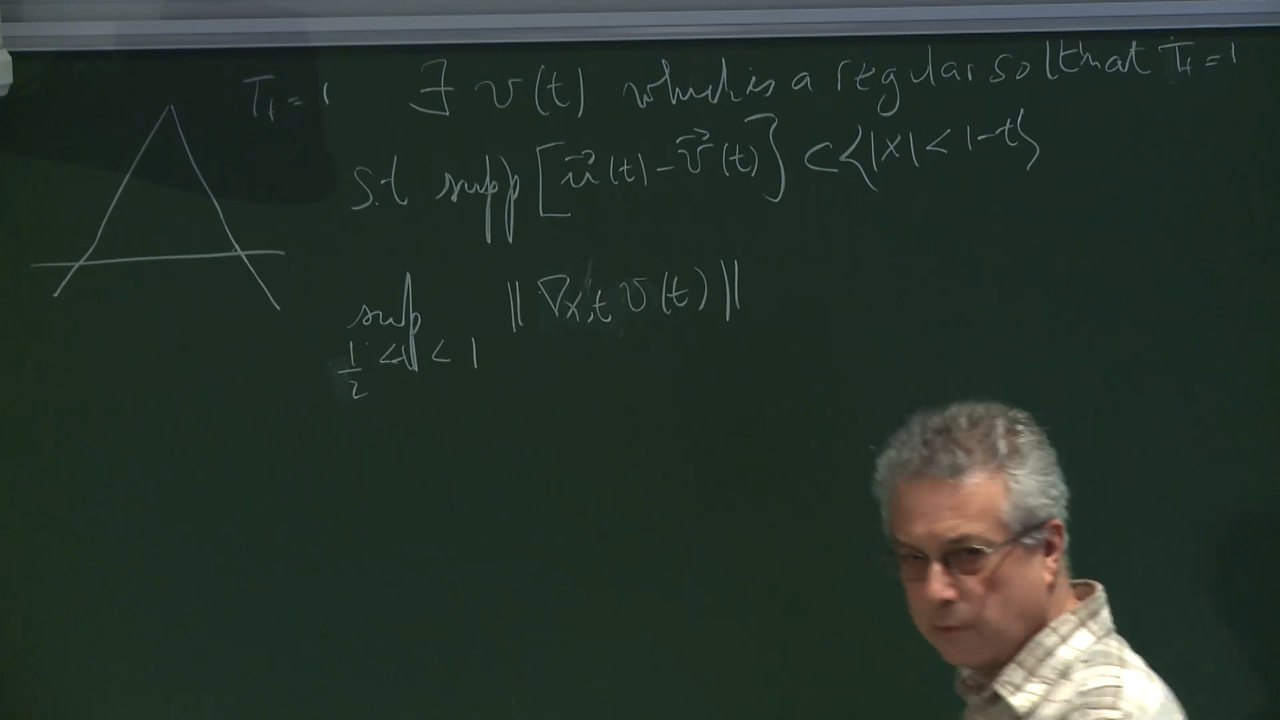 T₊ = 1 ∃ v(t) which is a regular sol that T₊ = 1
s.t supp [u⃗(t) − v⃗(t)] ⊂ {|x| < 1−t}
sup ‖ ∇x,t v(t) ‖
1/2 < t < 1